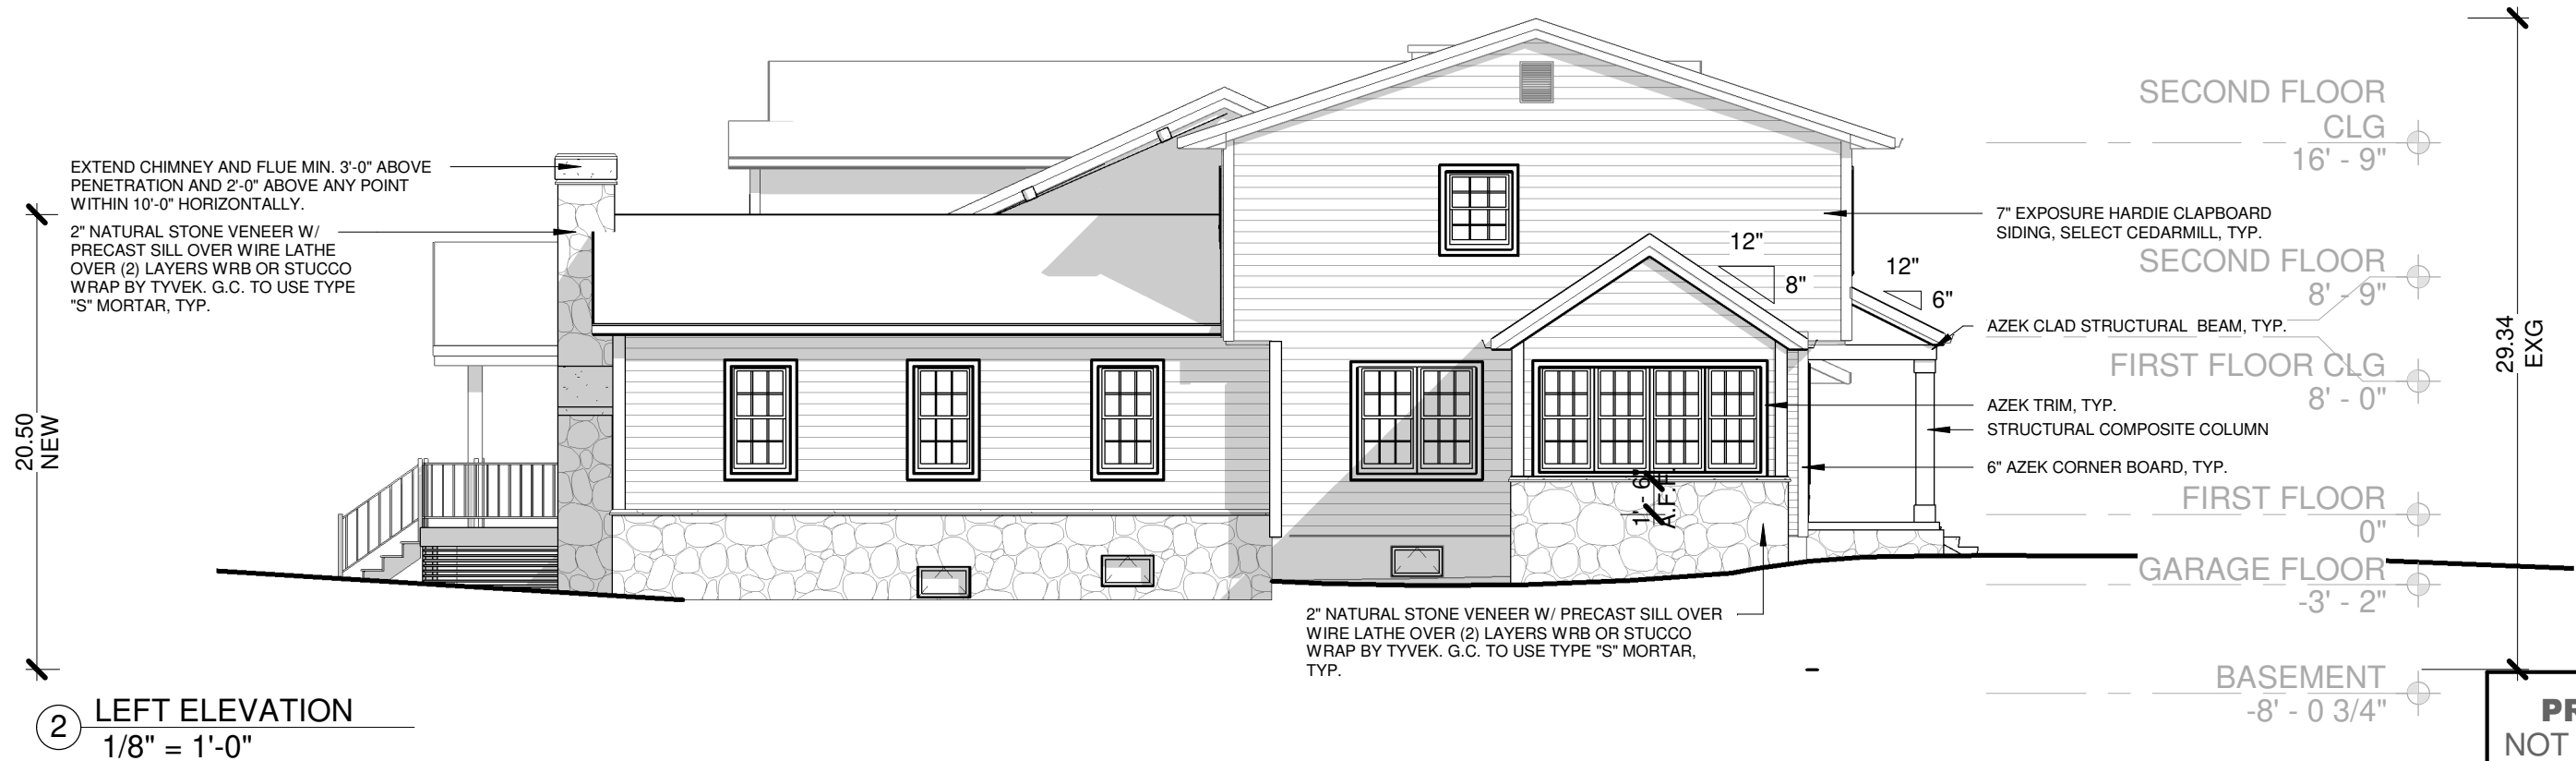 EXTEND CHIMNEY AND FLUE MIN. 3'-0" ABOVE
PENETRATION AND 2'-0" ABOVE ANY POINT
WITHIN 10'-0" HORIZONTALLY.
2" NATURAL STONE VENEER W/
PRECAST SILL OVER WIRE LATHE
OVER (2) LAYERS WRB OR STUCCO
WRAP BY TYVEK. G.C. TO USE TYPE
"S" MORTAR, TYP.
20.50
NEW
12"
8"
12"
6"
1' - 6"
A.F.F.
SECOND FLOOR
CLG
16' - 9"
7" EXPOSURE HARDIE CLAPBOARD
SIDING, SELECT CEDARMILL, TYP.
SECOND FLOOR
8' - 9"
AZEK CLAD STRUCTURAL BEAM, TYP.
FIRST FLOOR CLG
8' - 0"
AZEK TRIM, TYP.
STRUCTURAL COMPOSITE COLUMN
6" AZEK CORNER BOARD, TYP.
FIRST FLOOR
0"
GARAGE FLOOR
-3' - 2"
BASEMENT
-8' - 0 3/4"
29.34
EXG
2" NATURAL STONE VENEER W/ PRECAST SILL OVER
WIRE LATHE OVER (2) LAYERS WRB OR STUCCO
WRAP BY TYVEK. G.C. TO USE TYPE "S" MORTAR,
TYP.
2
LEFT ELEVATION
1/8" = 1'-0"
PR
NOT